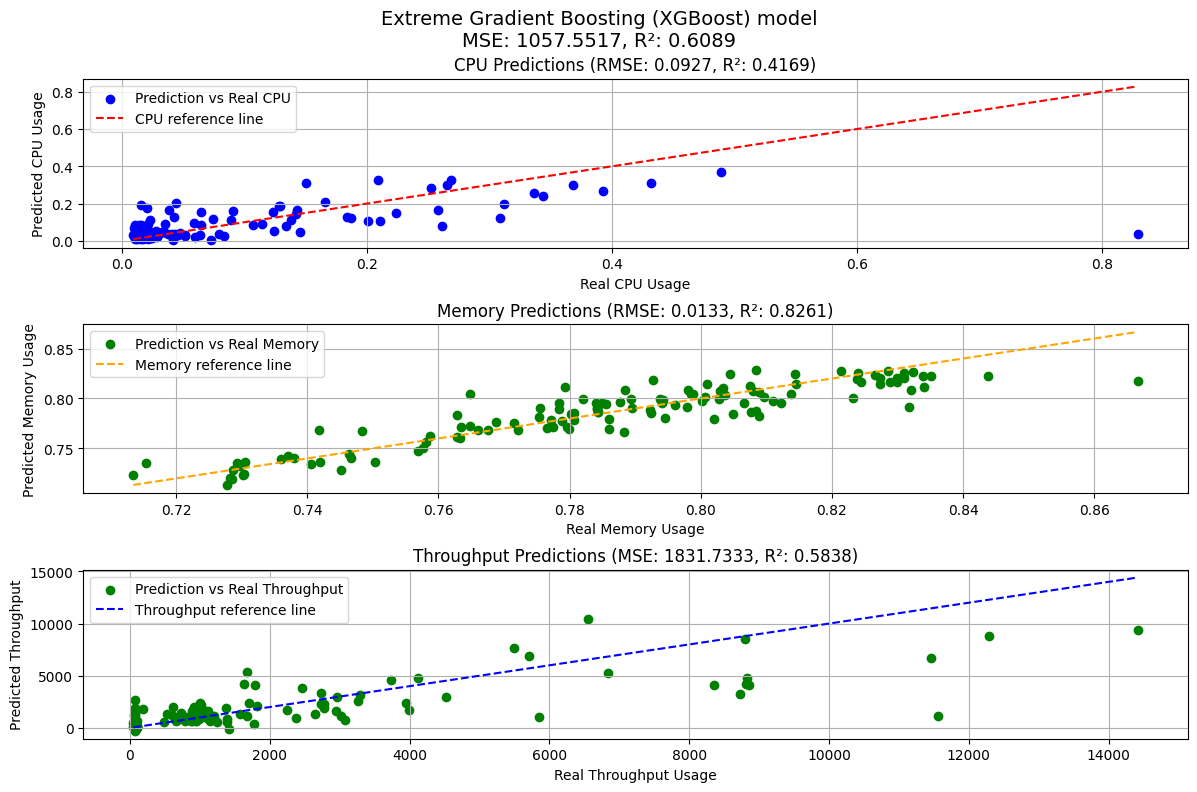 Extreme Gradient Boosting (XGBoost) model
MSE: 1057.5517, R²: 0.6089
CPU Predictions (RMSE: 0.0927, R²: 0.4169)
Predicted CPU Usage
0.8
0.6
0.4
0.2
0.0
Prediction vs Real CPU
CPU reference line
0.0 0.2 0.4 0.6 0.8
Real CPU Usage
Memory Predictions (RMSE: 0.0133, R²: 0.8261)
Predicted Memory Usage
0.85
0.80
0.75
Prediction vs Real Memory
Memory reference line
0.72 0.74 0.76 0.78 0.80 0.82 0.84 0.86
Real Memory Usage
Throughput Predictions (MSE: 1831.7333, R²: 0.5838)
Predicted Throughput
15000
10000
5000
0
Prediction vs Real Throughput
Throughput reference line
0 2000 4000 6000 8000 10000 12000 14000
Real Throughput Usage